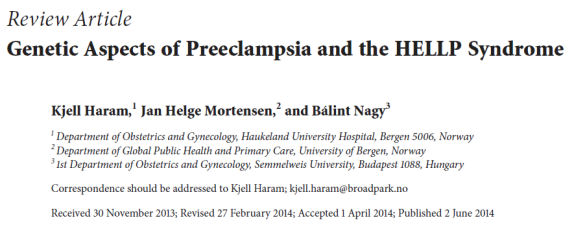 Review Article
Genetic Aspects of Preeclampsia and the HELLP Syndrome
Kjell Haram,1 Jan Helge Mortensen,2 and Bálint Nagy3
1 Department of Obstetrics and Gynecology, Haukeland University Hospital, Bergen 5006, Norway
2 Department of Global Public Health and Primary Care, University of Bergen, Norway
3 1st Department of Obstetrics and Gynecology, Semmelweis University, Budapest 1088, Hungary
Correspondence should be addressed to Kjell Haram; kjell.haram@broadpark.no
Received 30 November 2013; Revised 27 February 2014; Accepted 1 April 2014; Published 2 June 2014